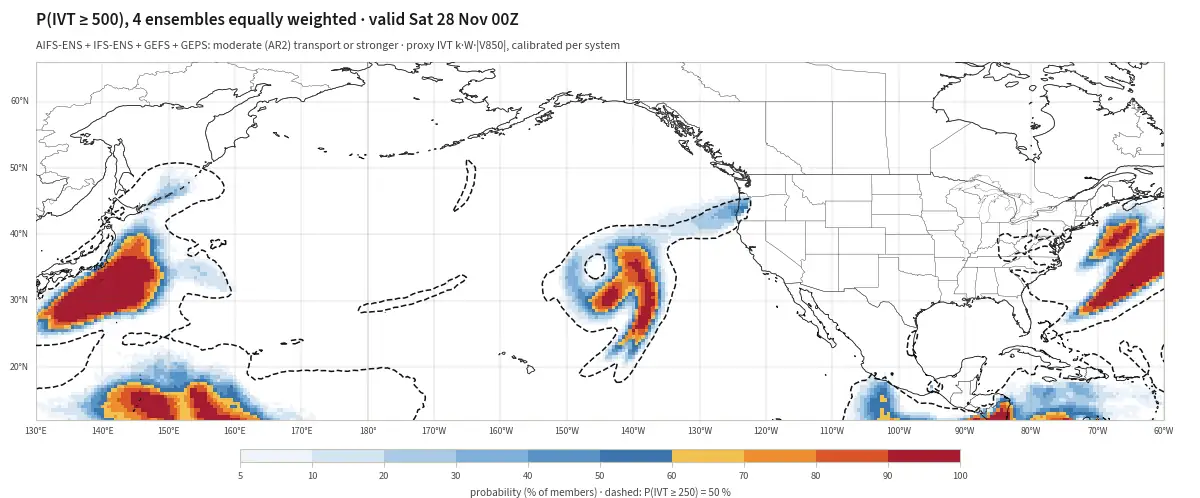 P(IVT ≥ 500), 4 ensembles equally weighted · valid Sat 28 Nov 00Z
AIFS-ENS + IFS-ENS + GEFS + GEPS: moderate (AR2) transport or stronger · proxy IVT k·W·|V850|, calibrated per system
60°N
50°N
40°N
30°N
20°N
130°E 140°E 150°E 160°E 170°E 180° 170°W 160°W 150°W 140°W 130°W 120°W 110°W 100°W 90°W 80°W 70°W 60°W
5 10 20 30 40 50 60 70 80 90 100
probability (% of members) · dashed: P(IVT ≥ 250) = 50 %